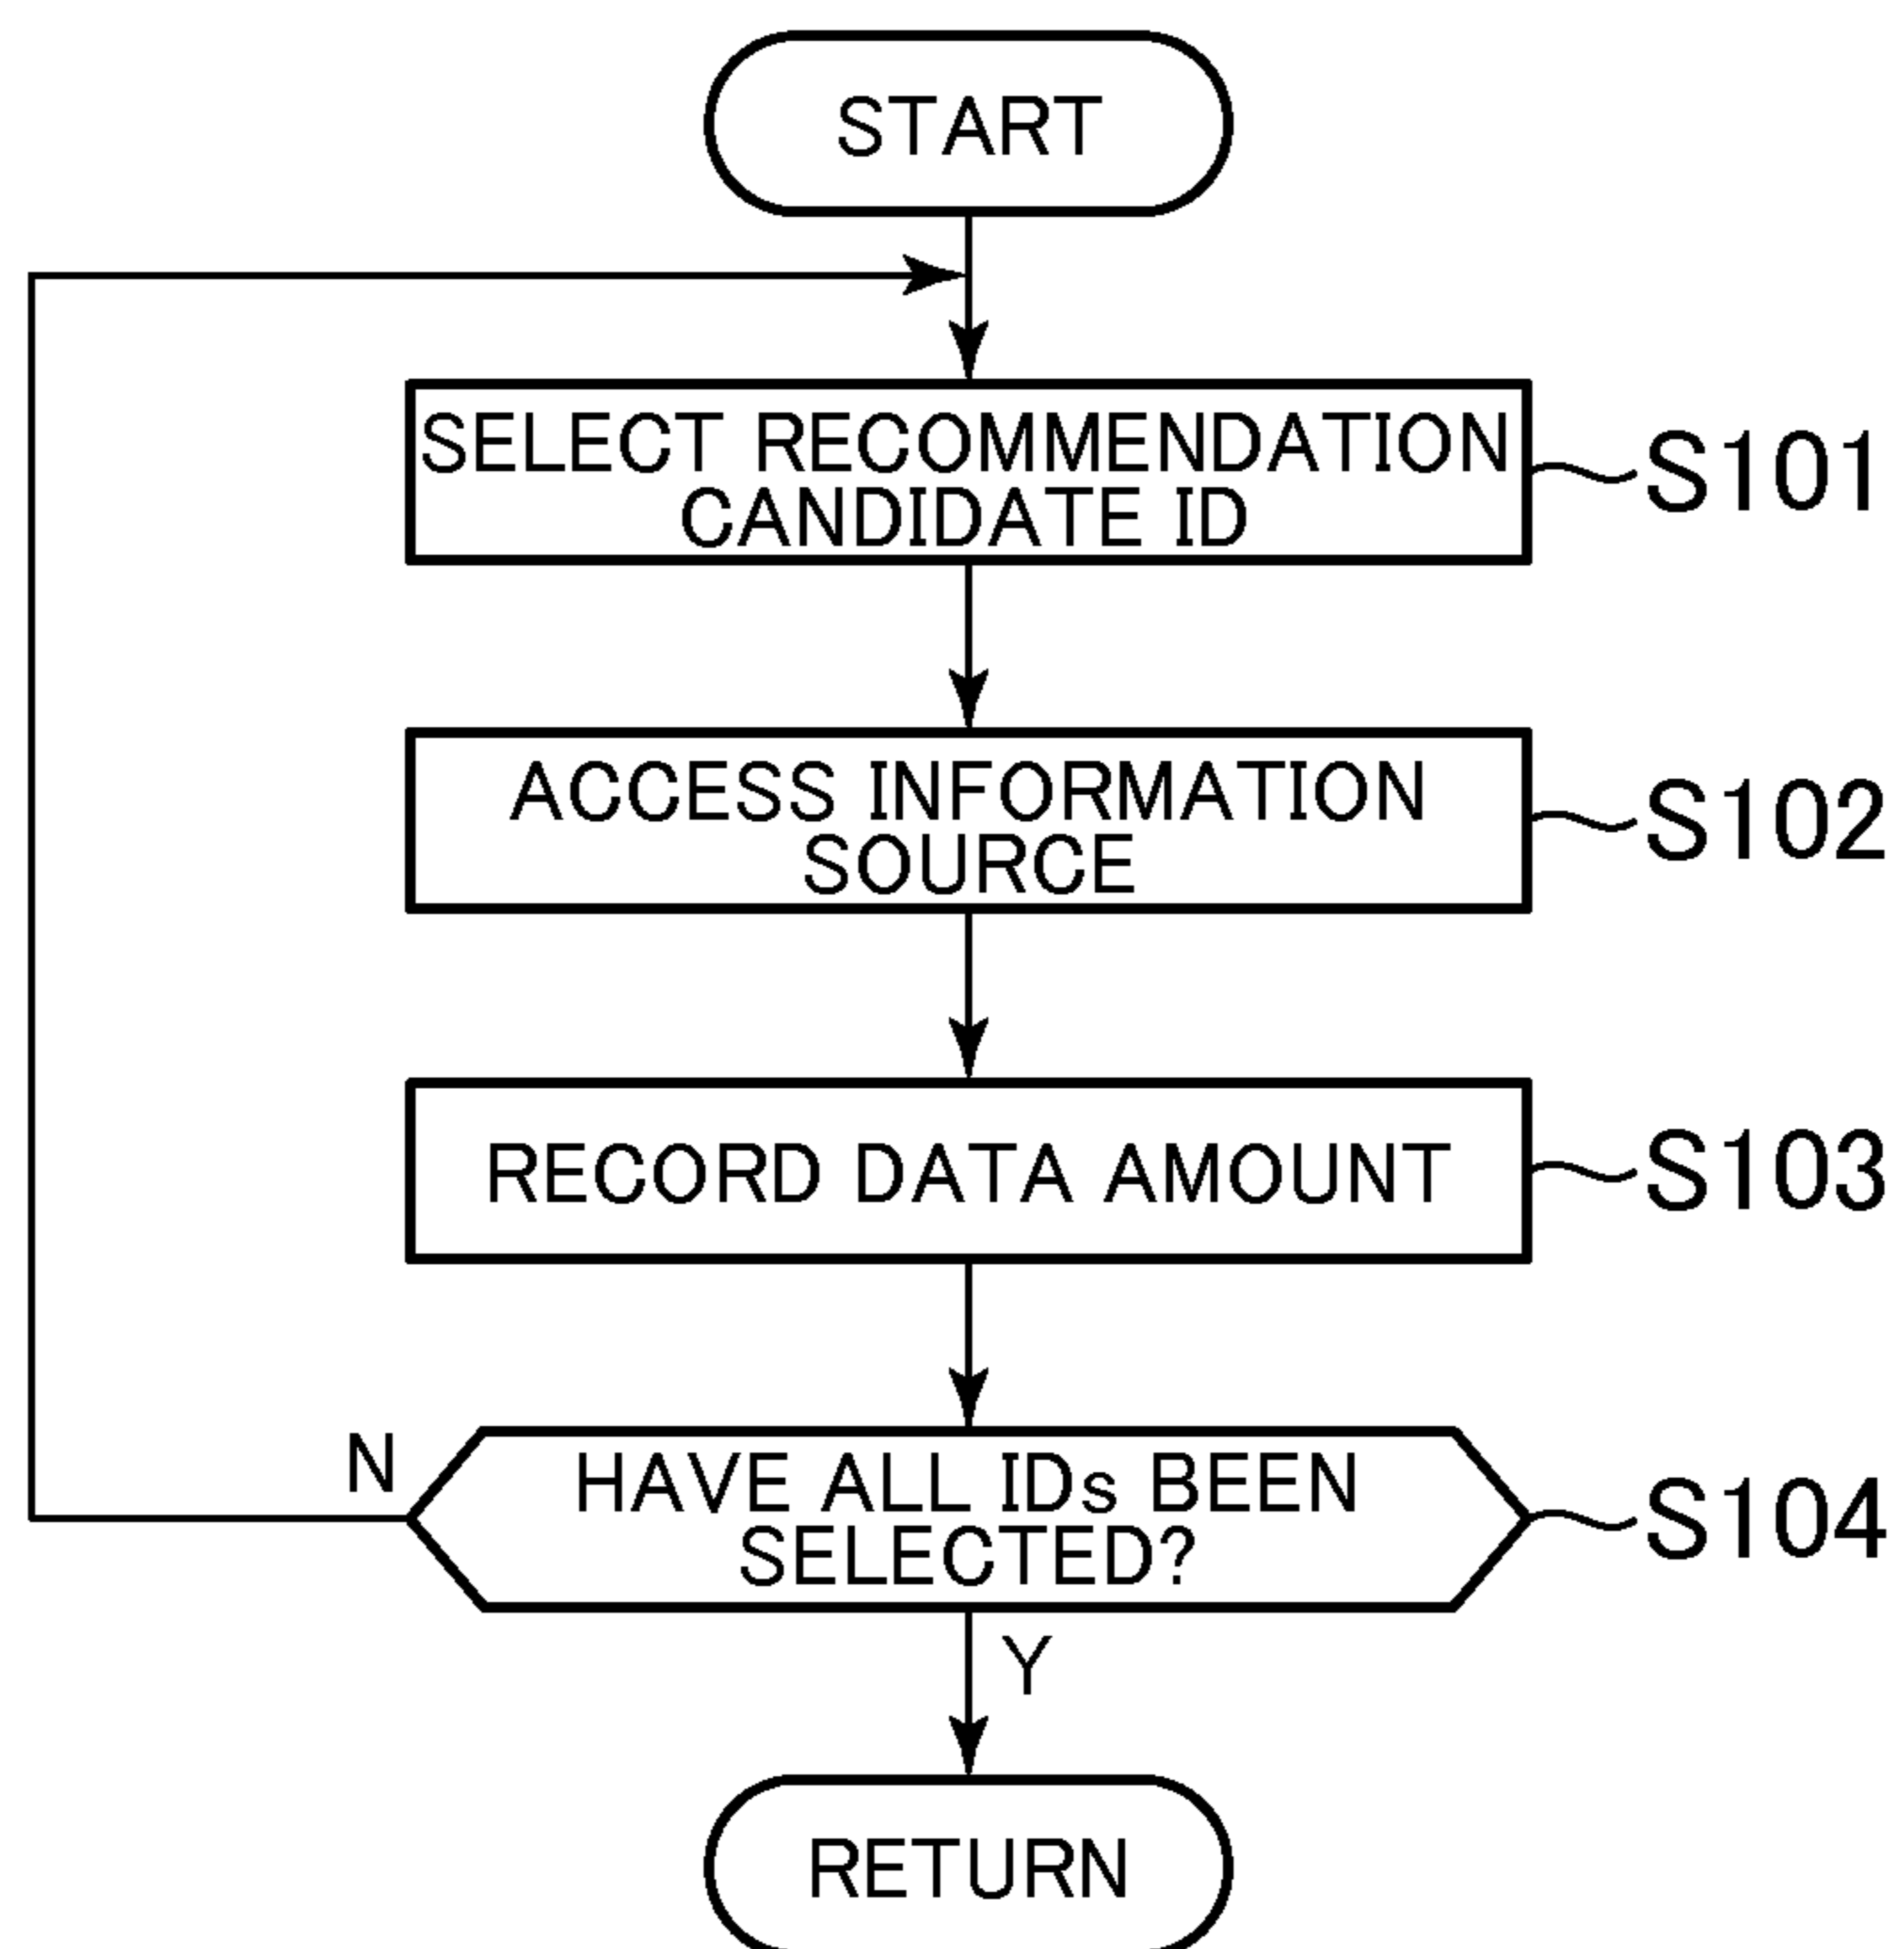 START
SELECT RECOMMENDATION
CANDIDATE ID
S101
ACCESS INFORMATION
SOURCE
S102
RECORD DATA AMOUNT
S103
N
HAVE ALL IDs BEEN
SELECTED?
S104
Y
RETURN